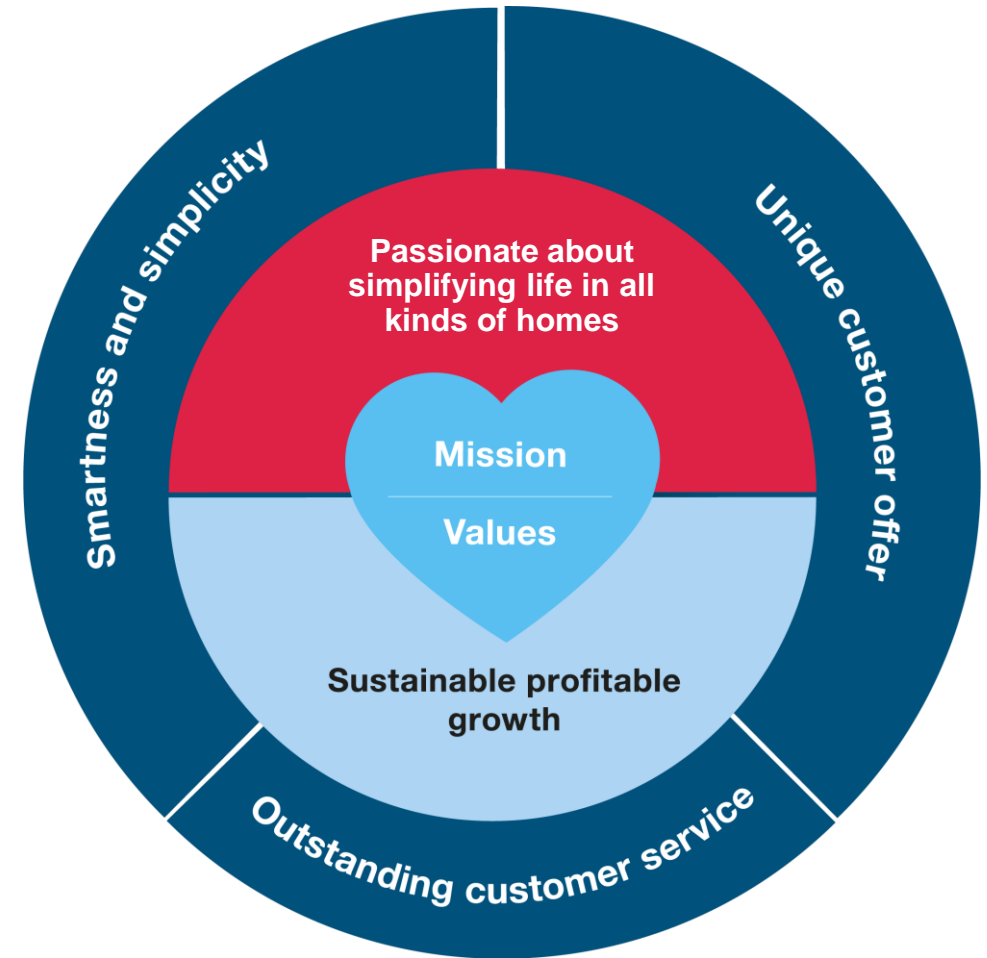 Smartness and simplicity
Unique customer offer
Passionate about
simplifying life in all
kinds of homes
Mission
Values
Sustainable profitable
growth
Outstanding customer service